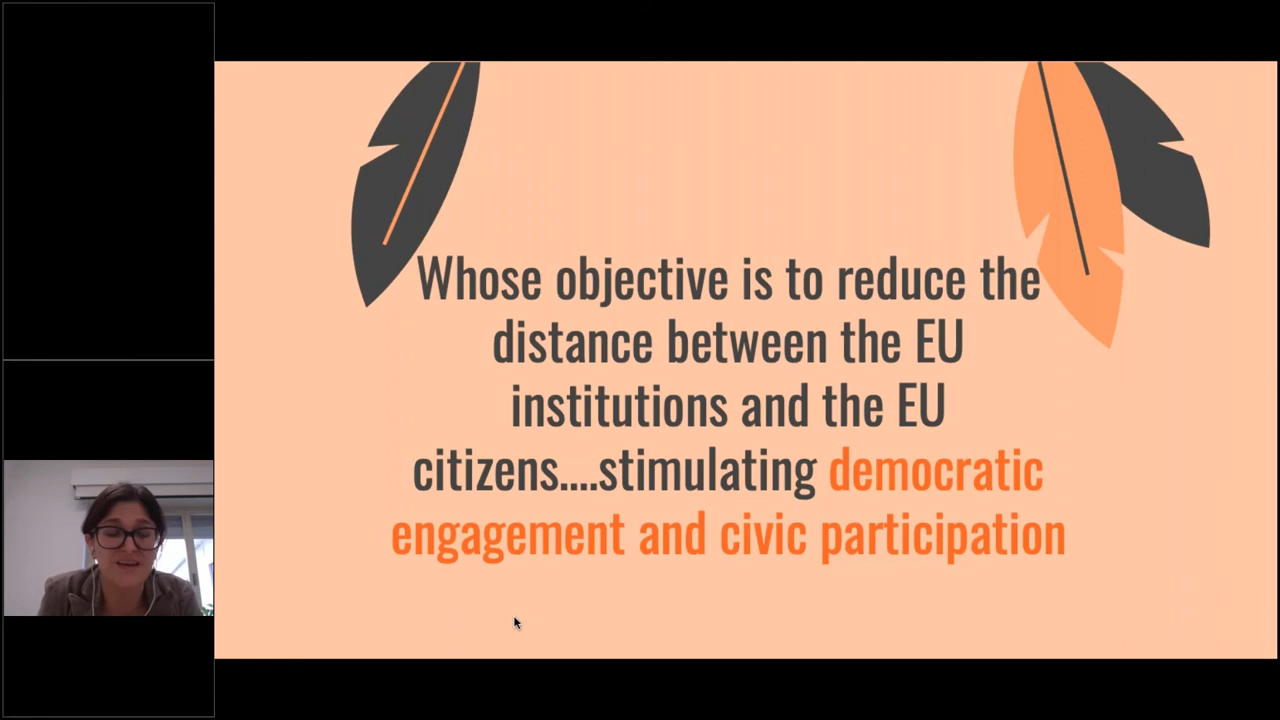 Whose objective is to reduce the
distance between the EU
institutions and the EU
citizens....stimulating democratic
engagement and civic participation